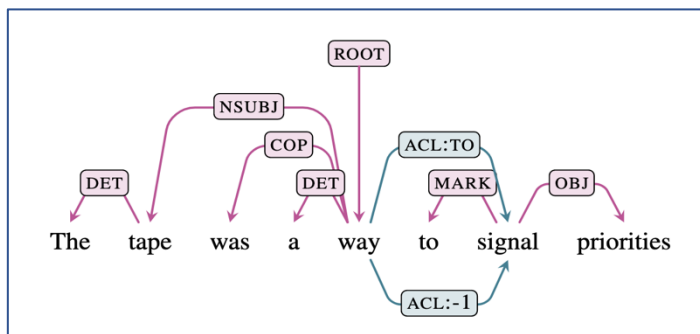 ROOT
NSUBJ
COP ACL:TO
DET DET MARK OBJ
The tape was a way to signal priorities
ACL:-1